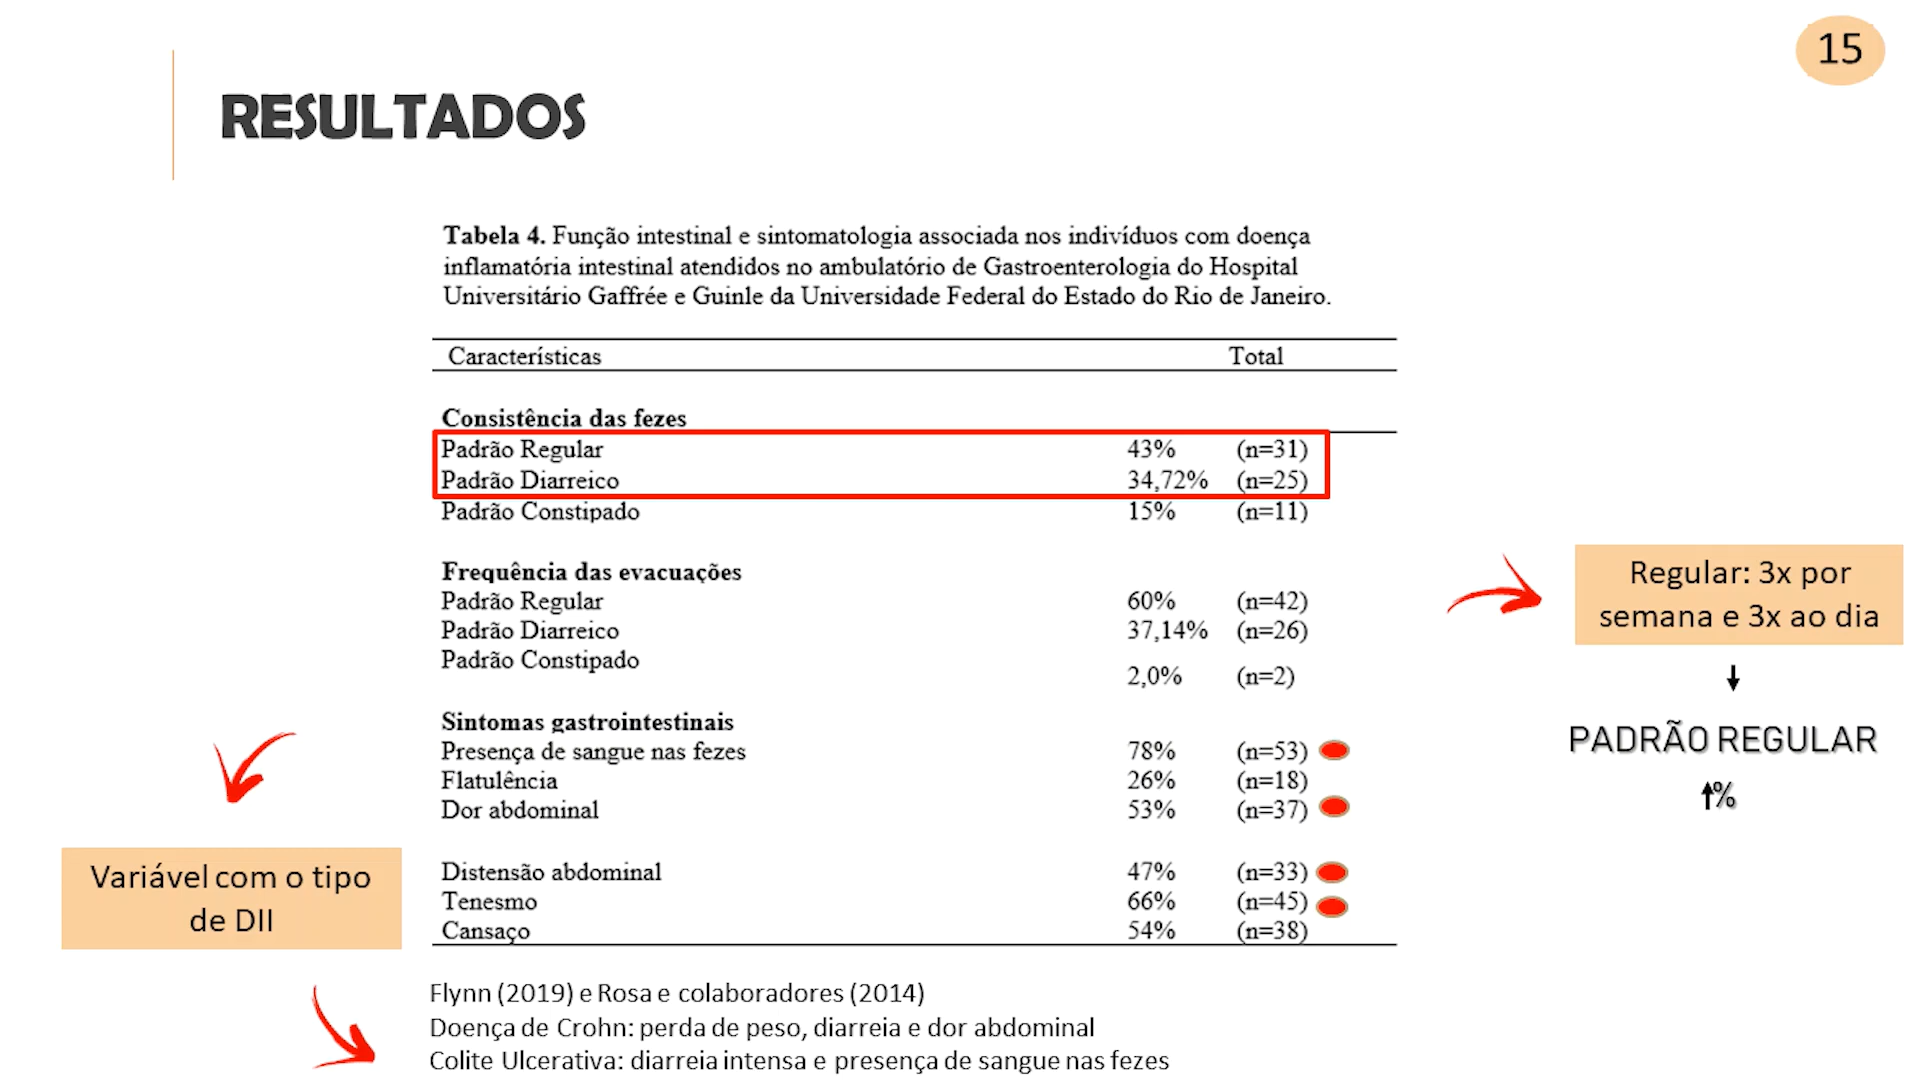 15
RESULTADOS
Tabela 4. Função intestinal e sintomatologia associada nos indivíduos com doença
inflamatória intestinal atendidos no ambulatório de Gastroenterologia do Hospital
Universitário Gaffrée e Guinle da Universidade Federal do Estado do Rio de Janeiro.
Características Total
Consistência das fezes
Padrão Regular 43% (n=31)
Padrão Diarreico 34,72% (n=25)
Padrão Constipado 15% (n=11)
Frequência das evacuações
Padrão Regular 60% (n=42)
Padrão Diarreico 37,14% (n=26)
Padrão Constipado 2,0% (n=2)
Sintomas gastrointestinais
Presença de sangue nas fezes 78% (n=53)
Flatulência 26% (n=18)
Dor abdominal 53% (n=37)
Distensão abdominal 47% (n=33)
Tenesmo 66% (n=45)
Cansaço 54% (n=38)
Regular: 3x por
semana e 3x ao dia
PADRÃO REGULAR
%
Variável com o tipo
de DII
Flynn (2019) e Rosa e colaboradores (2014)
Doença de Crohn: perda de peso, diarreia e dor abdominal
Colite Ulcerativa: diarreia intensa e presença de sangue nas fezes